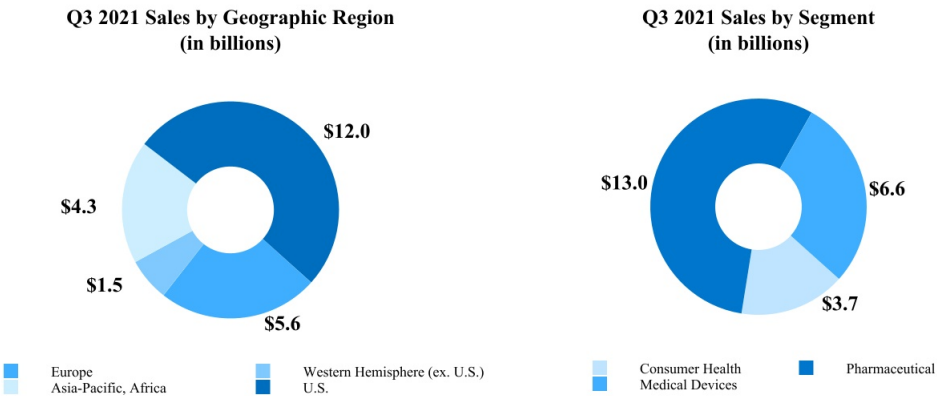 Q3 2021 Sales by Geographic Region
(in billions)
$12.0
$4.3
$1.5
$5.6
Europe
Western Hemisphere (ex. U.S.)
Asia-Pacific, Africa
U.S.
Q3 2021 Sales by Segment
(in billions)
$13.0
$6.6
$3.7
Consumer Health
Pharmaceutical
Medical Devices